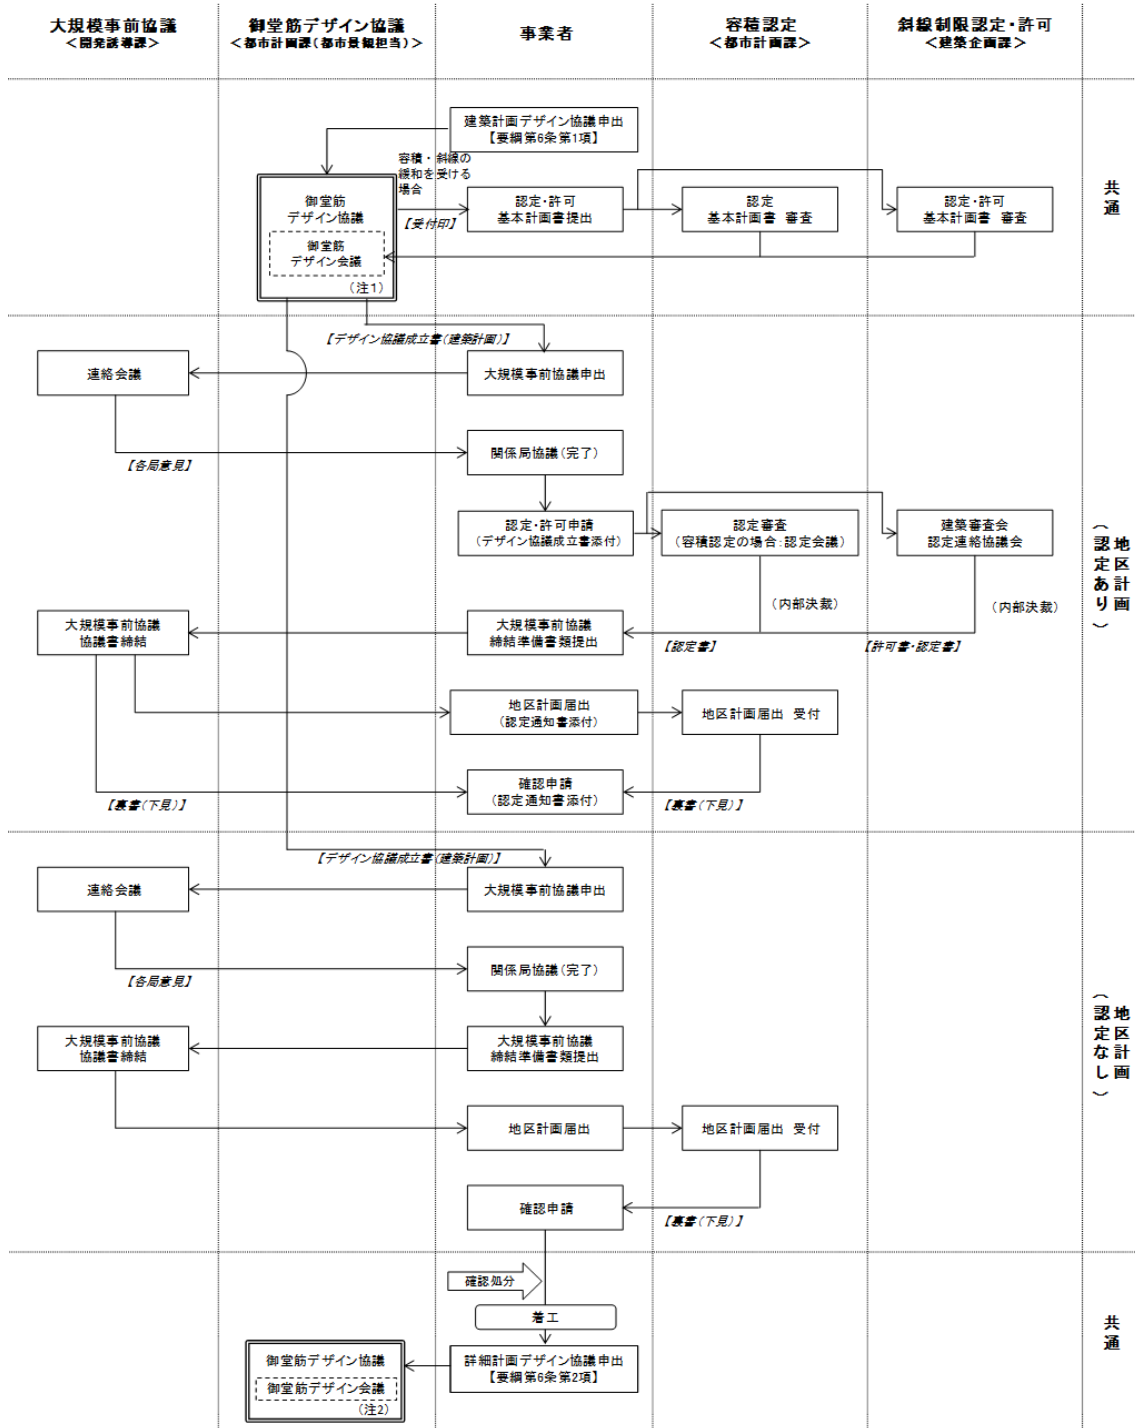 大規模事前協議
＜開発誘導課＞
御堂筋デザイン協議
＜都市計画課（都市景観担当）＞
事業者
容積認定
＜都市計画課＞
斜線制限認定・許可
＜建築企画課＞
建築計画デザイン協議申出
【要綱第6条第1項】
容積・斜線の
緩和を受ける
場合
御堂筋
デザイン協議
御堂筋
デザイン会議
（注1）
【受付印】
認定・許可
基本計画書提出
認定
基本計画書 審査
認定・許可
基本計画書 審査
共通
【デザイン協議成立書（建築計画）】
連絡会議
大規模事前協議申出
【各局意見】
関係局協議（完了）
認定・許可申請
（デザイン協議成立書添付）
認定審査
（容積認定の場合：認定会議）
建築審査会
認定連絡協議会
地区計画
（認定あり）
（内部決裁）
（内部決裁）
大規模事前協議
協議書締結
大規模事前協議
締結準備書類提出
【認定書】
【許可書・認定書】
地区計画届出
（認定通知書添付）
地区計画届出 受付
確認申請
（認定通知書添付）
【裏書（下見）】
【裏書（下見）】
【デザイン協議成立書（建築計画）】
連絡会議
大規模事前協議申出
【各局意見】
関係局協議（完了）
大規模事前協議
協議書締結
大規模事前協議
締結準備書類提出
地区計画
（認定なし）
地区計画届出
地区計画届出 受付
確認申請
【裏書（下見）】
確認処分
着工
共通
御堂筋デザイン協議
御堂筋デザイン会議
（注2）
詳細計画デザイン協議申出
【要綱第6条第2項】